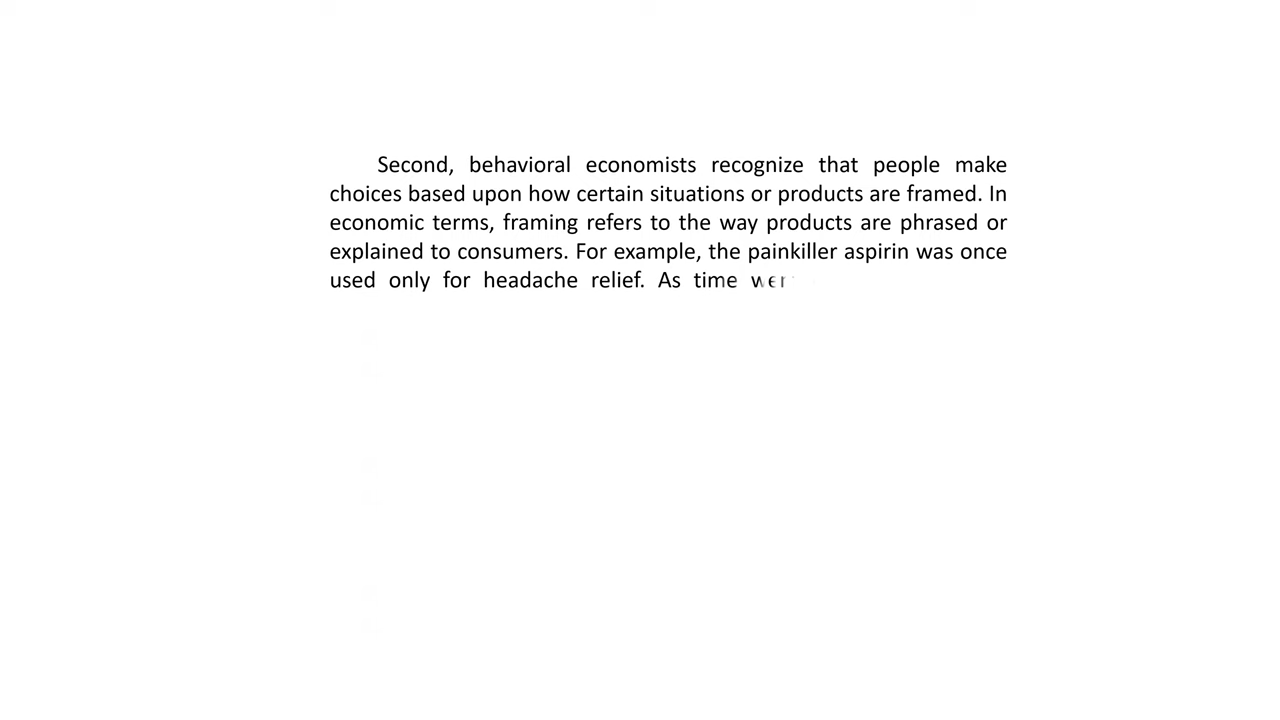 Second, behavioral economists recognize that people make
choices based upon how certain situations or products are framed. In
economic terms, framing refers to the way products are phrased or
explained to consumers. For example, the painkiller aspirin was once
used only for headache relief. As time